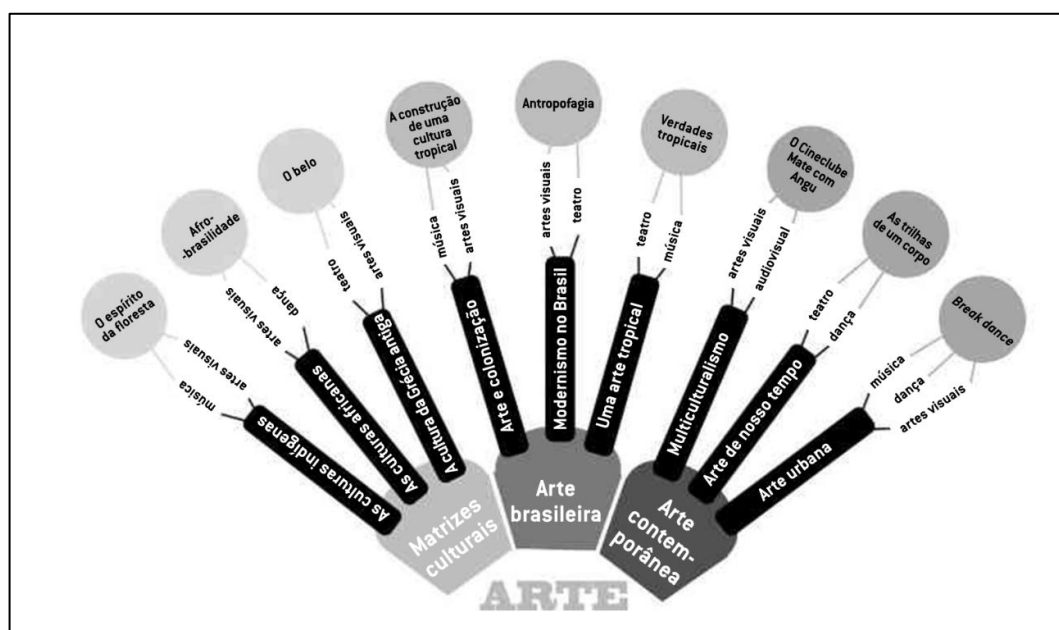 O espírito
da floresta
música
artes visuais
As culturas indígenas
Afro-
-brasilidade
artes visuais
dança
As culturas africanas
O belo
teatro
artes visuais
A cultura da Grécia antiga
Matrizes
culturais
A construção
de uma
cultura
tropical
música
artes visuais
Arte e colonização
Antropofagia
artes visuais
teatro
Modernismo no Brasil
Verdades
tropicais
teatro
música
Uma arte tropical
Arte
brasileira
O Cineclube
Mate com
Angu
artes visuais
audiovisual
Multiculturalismo
As trilhas
de um corpo
teatro
dança
Arte de nosso tempo
Break dance
música
dança
artes visuais
Arte urbana
Arte
contem-
porânea
ARTE